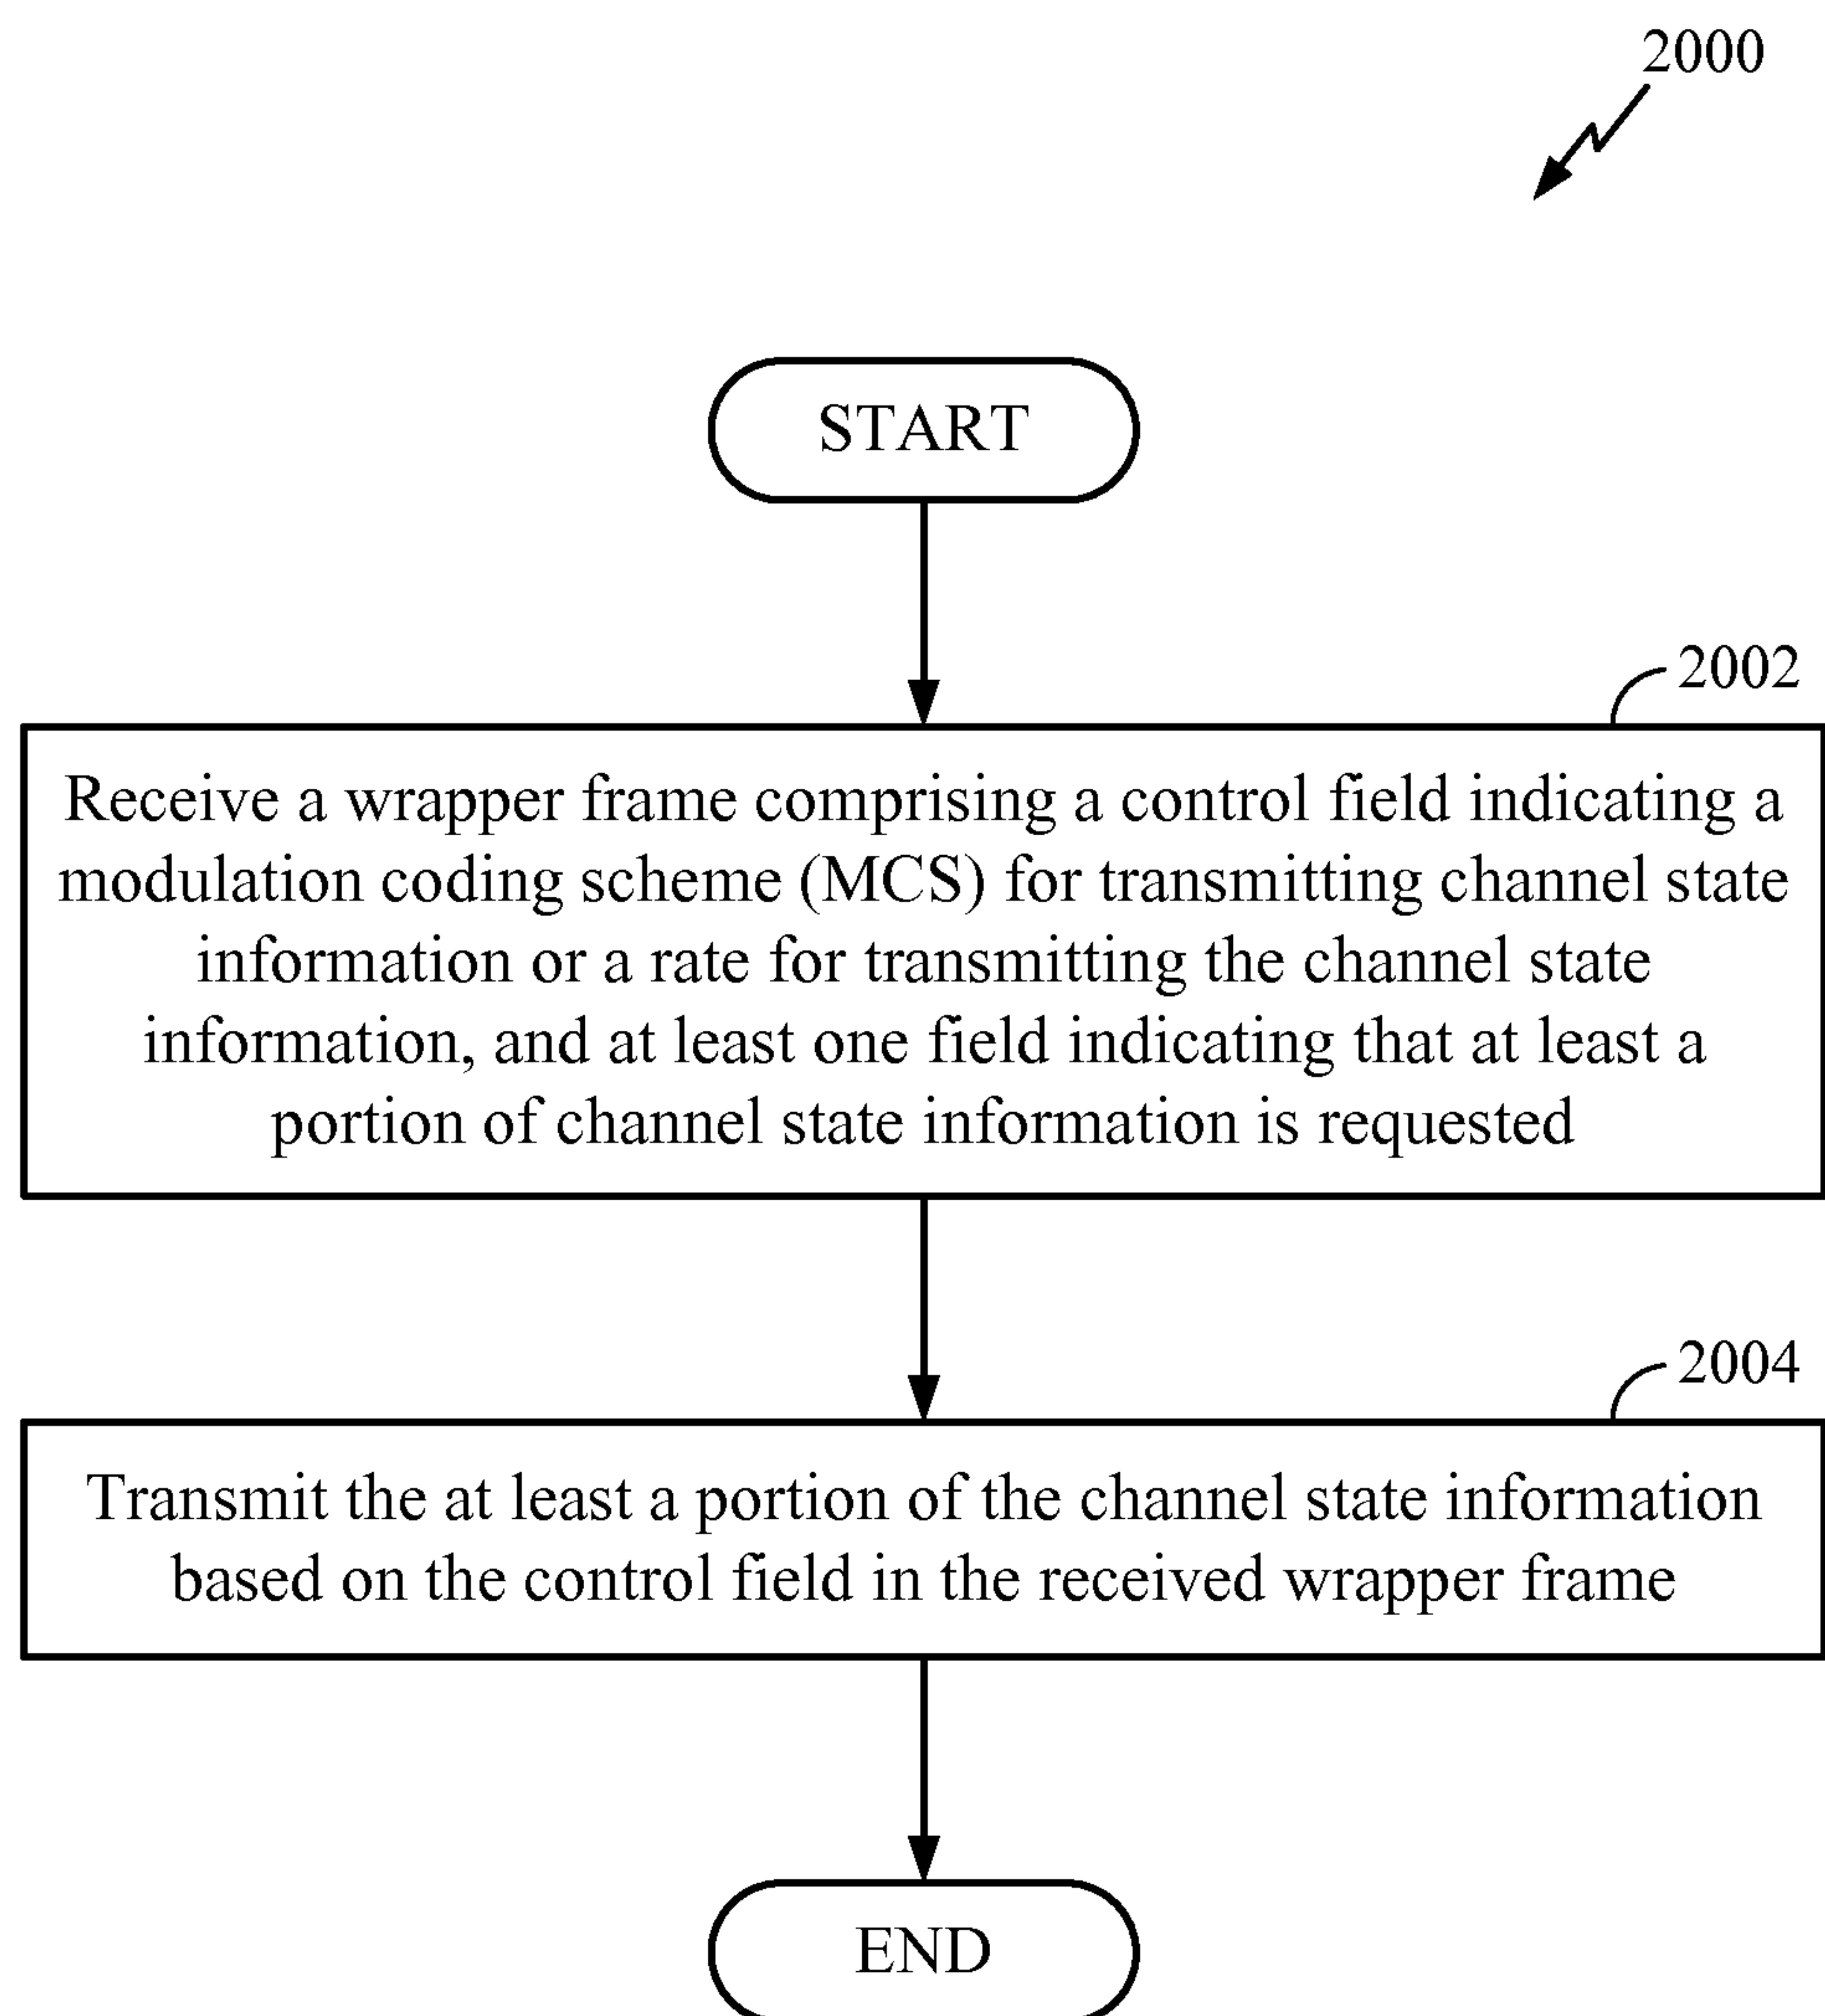 2000
START
2002
Receive a wrapper frame comprising a control field indicating a
modulation coding scheme (MCS) for transmitting channel state
information or a rate for transmitting the channel state
information, and at least one field indicating that at least a
portion of channel state information is requested
2004
Transmit the at least a portion of the channel state information
based on the control field in the received wrapper frame
END